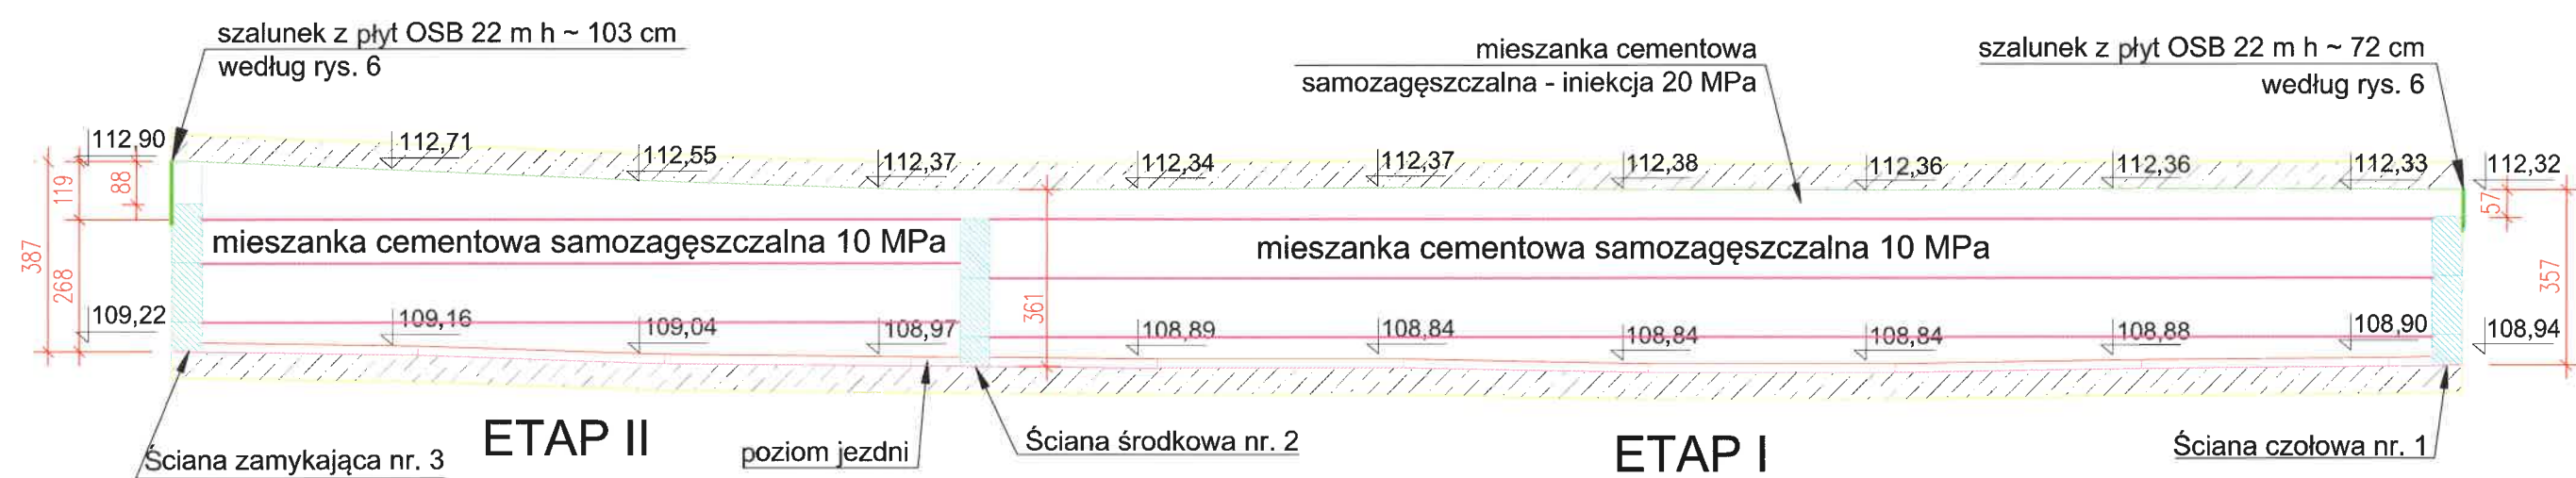 szalunek z płyt OSB 22 m h ~ 103 cm
według rys. 6
mieszanka cementowa
samozagęszczalna - iniekcja 20 MPa
szalunek z płyt OSB 22 m h ~ 72 cm
według rys. 6
112,90
112,71
112,55
112,37
112,34
112,37
112,38
112,36
112,36
112,33
112,32
119
88
57
mieszanka cementowa samozagęszczalna 10 MPa
mieszanka cementowa samozagęszczalna 10 MPa
387
268
361
357
109,22
109,16
109,04
108,97
108,89
108,84
108,84
108,84
108,88
108,90
108,94
ETAP II
ETAP I
Ściana zamykająca nr. 3
poziom jezdni
Ściana środkowa nr. 2
Ściana czołowa nr. 1